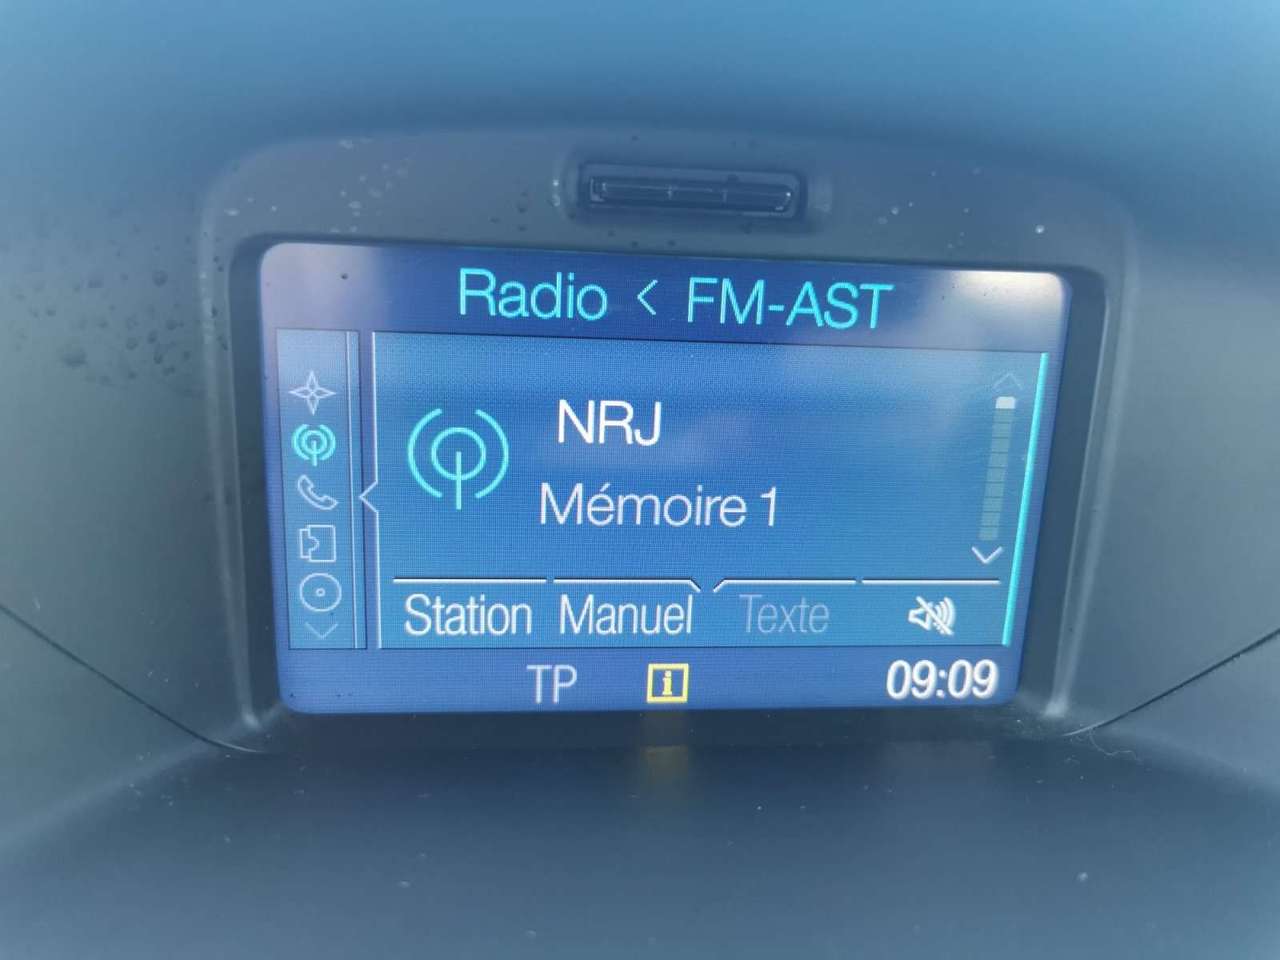 Radio < FM-AST
NRJ
Mémoire 1
Station Manuel Texte
TP i 09:09